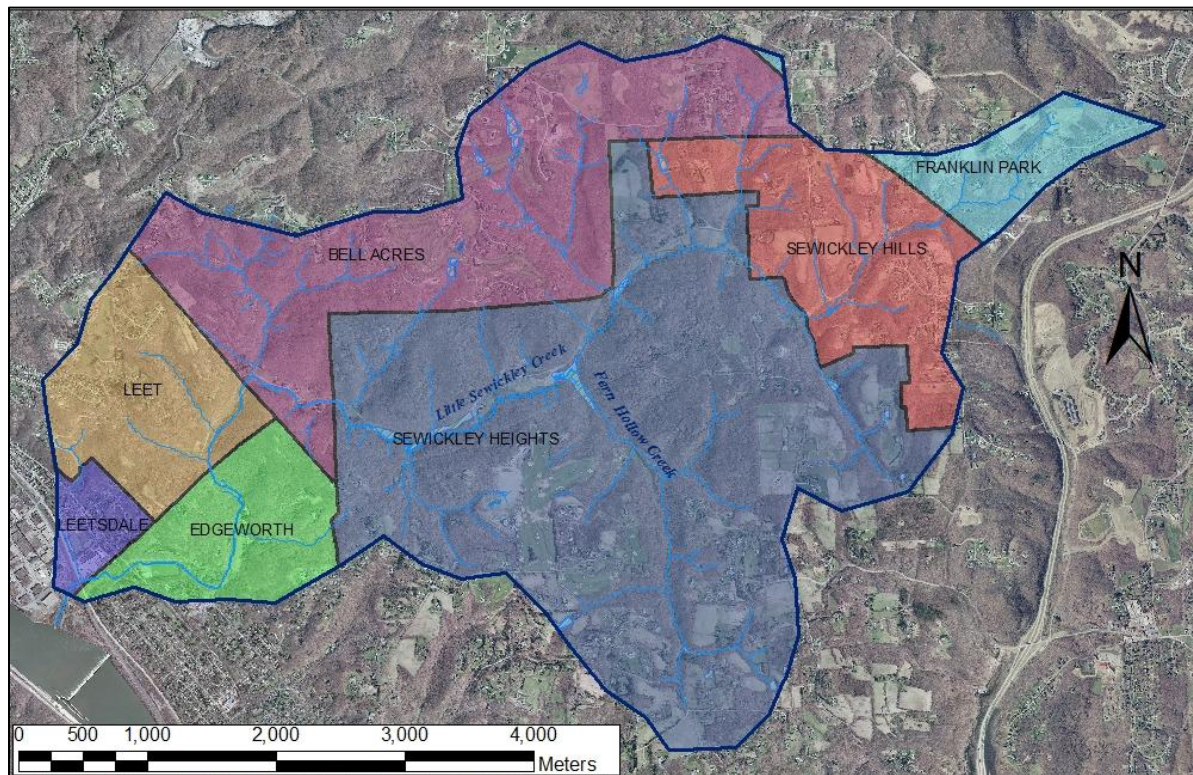 FRANKLIN PARK
SEWICKLEY HILLS
BELL ACRES
N
LEET
Little Sewickley Creek
Fern Hollow Creek
SEWICKLEY HEIGHTS
LEETSDALE
EDGEWORTH
0 500 1,000 2,000 3,000 4,000
Meters